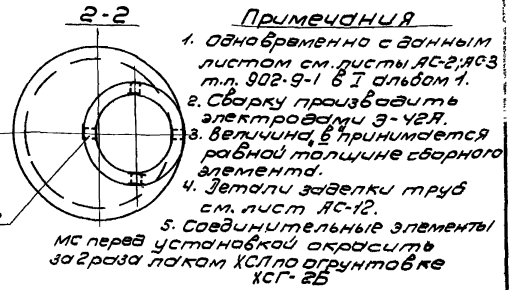 2-2
Примечания
1. Одновременно с данным
листом см. листы АС-2; АС-3
т.п. 902-9-1 в I альбом 1.
2. Сварку производить
электродами Э-42А.
3. Величина „в" принимается
равной толщине сборного
элемента.
4. Детали заделки труб
см. лист АС-12.
5. Соединительные элементы
МС перед установкой окрасить
за 2 раза лаком ХСЛ по огрунтовке
ХСГ-2Б